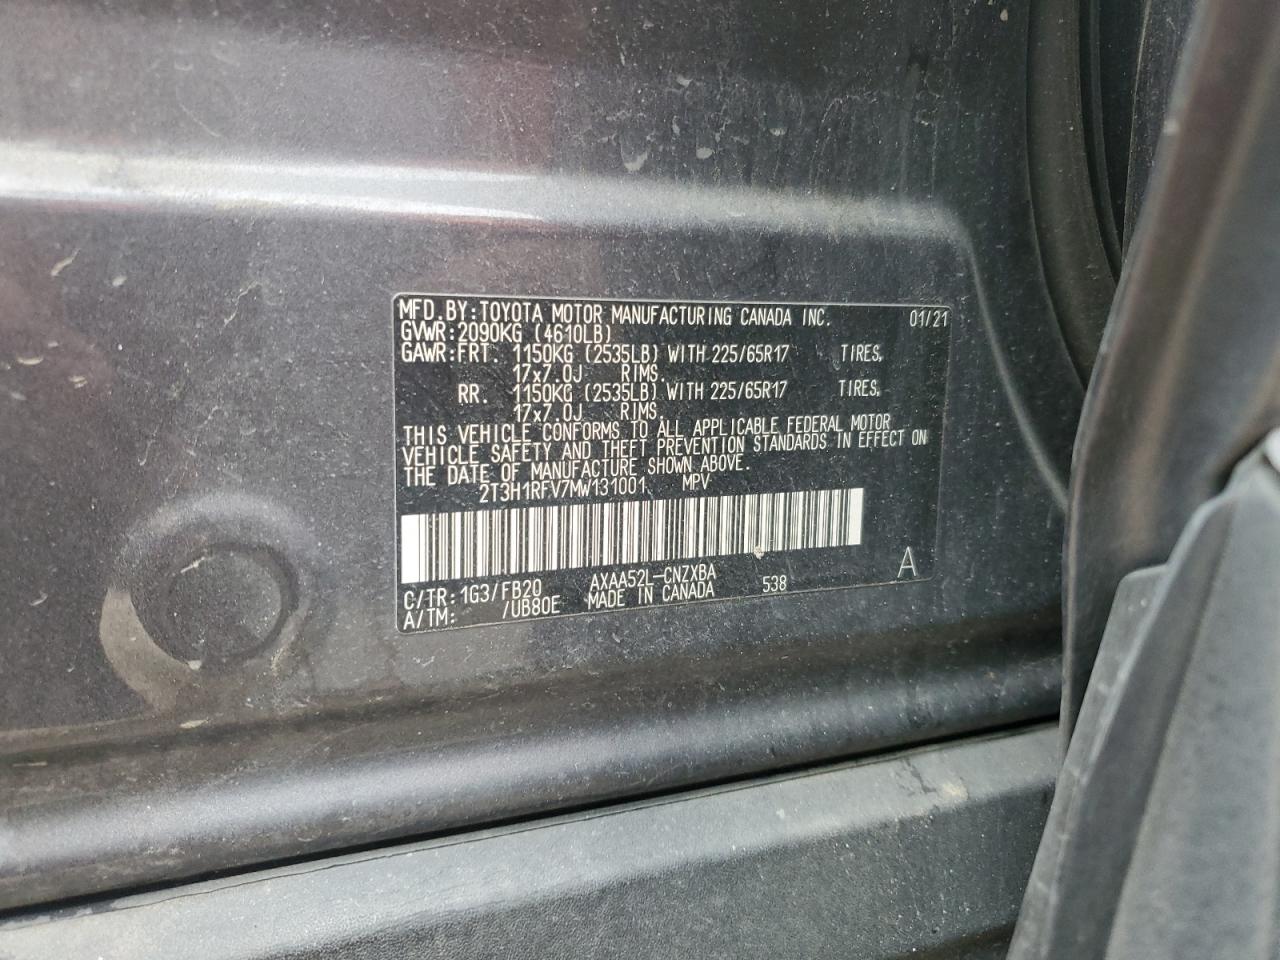 MFD.BY:TOYOTA MOTOR MANUFACTURING CANADA INC. 01/21
GVWR:2090KG (4610LB)
GAWR:FRT. 1150KG (2535LB) WITH 225/65R17 TIRES,
17x7.0J RIMS.
RR. 1150KG (2535LB) WITH 225/65R17 TIRES,
17x7.0J RIMS.
THIS VEHICLE CONFORMS TO ALL APPLICABLE FEDERAL MOTOR
VEHICLE SAFETY AND THEFT PREVENTION STANDARDS IN EFFECT ON
THE DATE OF MANUFACTURE SHOWN ABOVE.
2T3H1RFV7MW131001 MPV
C/TR:1G3/FB20 AXAA52L-CNZXBA A
A/TM: /UB80E MADE IN CANADA 538